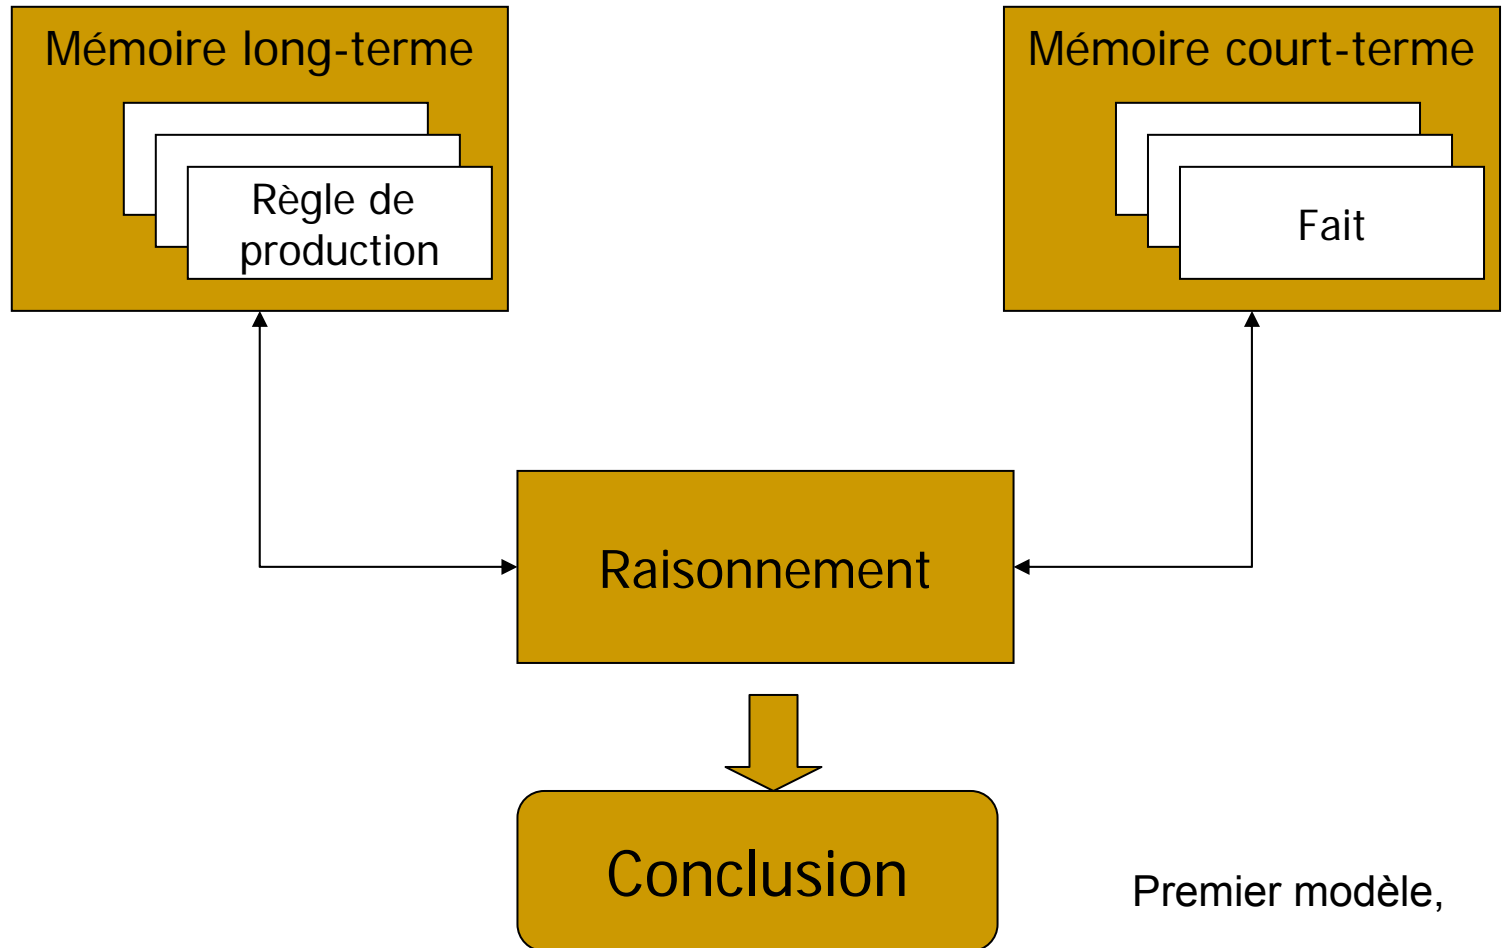 Mémoire long-terme
Règle de
production
Mémoire court-terme
Fait
Raisonnement
Conclusion
Premier modèle,